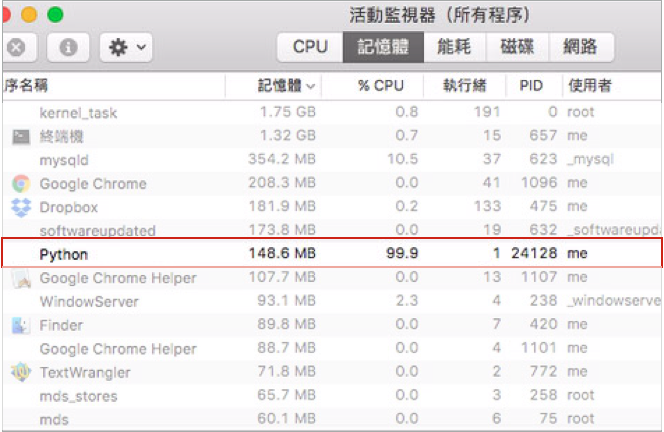 活動監視器（所有程序）
CPU 記憶體 能耗 磁碟 網路
序名稱 記憶體 % CPU 執行緒 PID 使用者
kernel_task 1.75 GB 0.8 191 0 root
終端機 1.32 GB 0.7 15 657 me
mysqld 354.2 MB 10.5 37 623 _mysql
Google Chrome 208.3 MB 0.0 41 1096 me
Dropbox 181.9 MB 0.2 133 475 me
softwareupdated 173.8 MB 0.0 19 632 _softwareupda
Python 148.6 MB 99.9 1 24128 me
Google Chrome Helper 107.7 MB 0.0 13 1107 me
WindowServer 93.1 MB 2.3 4 238 _windowserve
Finder 89.8 MB 0.0 7 420 me
Google Chrome Helper 88.7 MB 0.0 4 1101 me
TextWrangler 71.8 MB 0.0 2 772 me
mds_stores 65.7 MB 0.0 3 258 root
mds 60.1 MB 0.0 6 75 root